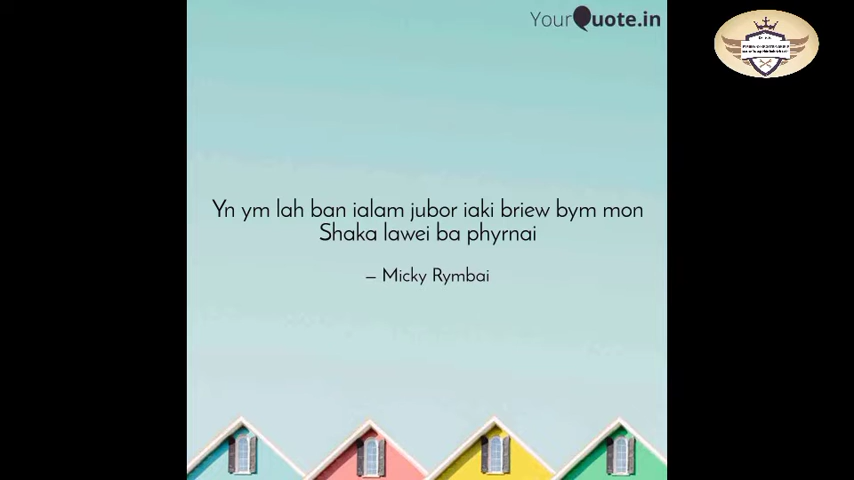 YourQuote.in
Yn ym lah ban ialam jubor iaki briew bym mon
Shaka lawei ba phyrnai
– Micky Rymbai